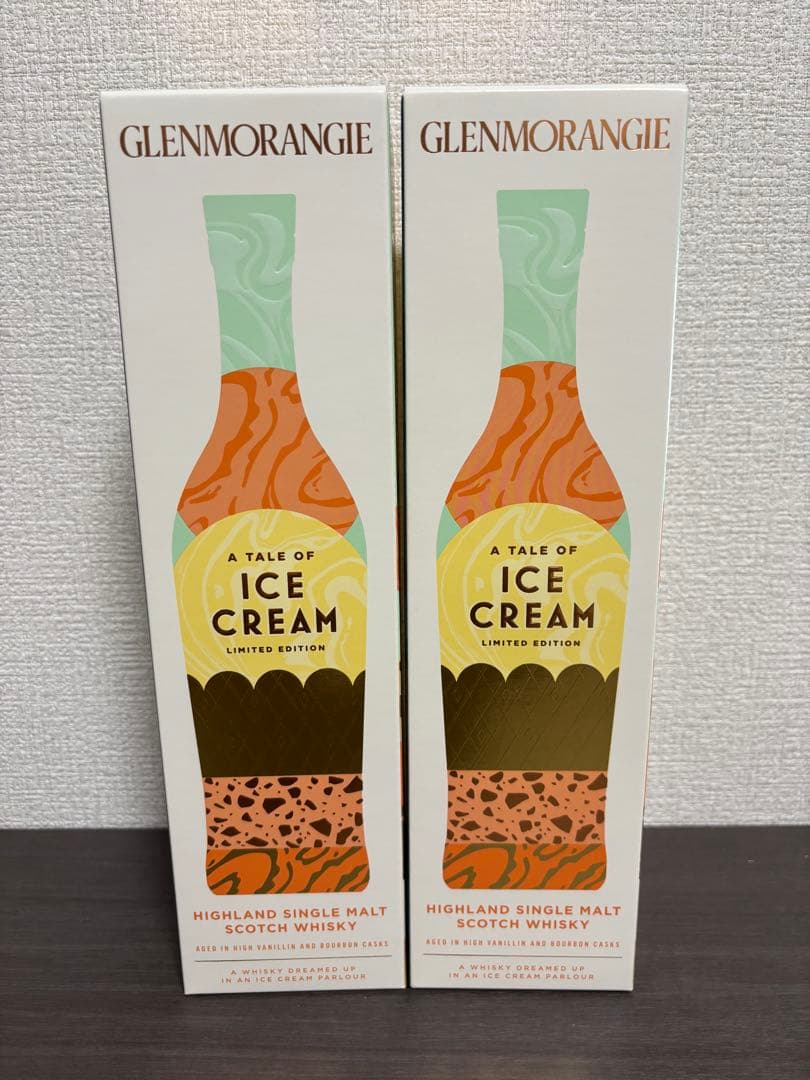 GLENMORANGIE
A TALE OF
ICE
CREAM
LIMITED EDITION
HIGHLAND SINGLE MALT
SCOTCH WHISKY
AGED IN HIGH VANILLIN AND BOURBON CASKS
A WHISKY DREAMED UP
IN AN ICE CREAM PARLOUR
GLENMORANGIE
A TALE OF
ICE
CREAM
LIMITED EDITION
HIGHLAND SINGLE MALT
SCOTCH WHISKY
AGED IN HIGH VANILLIN AND BOURBON CASKS
A WHISKY DREAMED UP
IN AN ICE CREAM PARLOUR